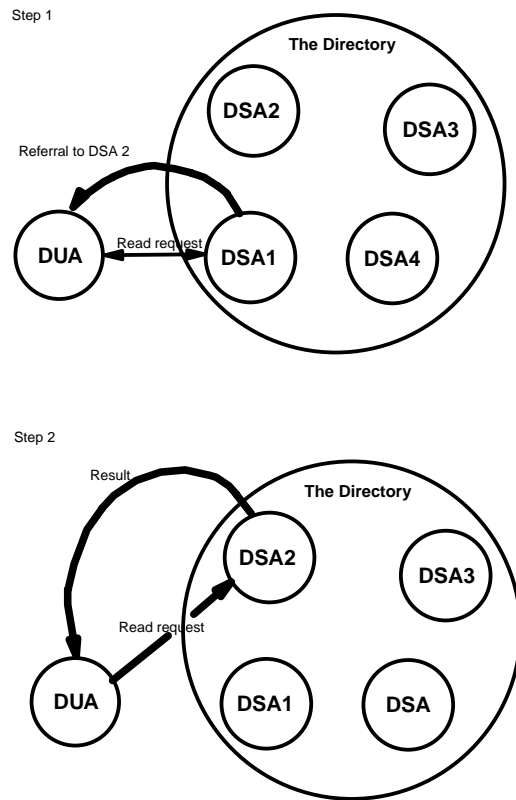 Step 1
The Directory
DSA2
DSA3
Referral to DSA 2
Read request
DUA
DSA1
DSA4
Step 2
Result
The Directory
DSA2
DSA3
Read request
DUA
DSA1
DSA